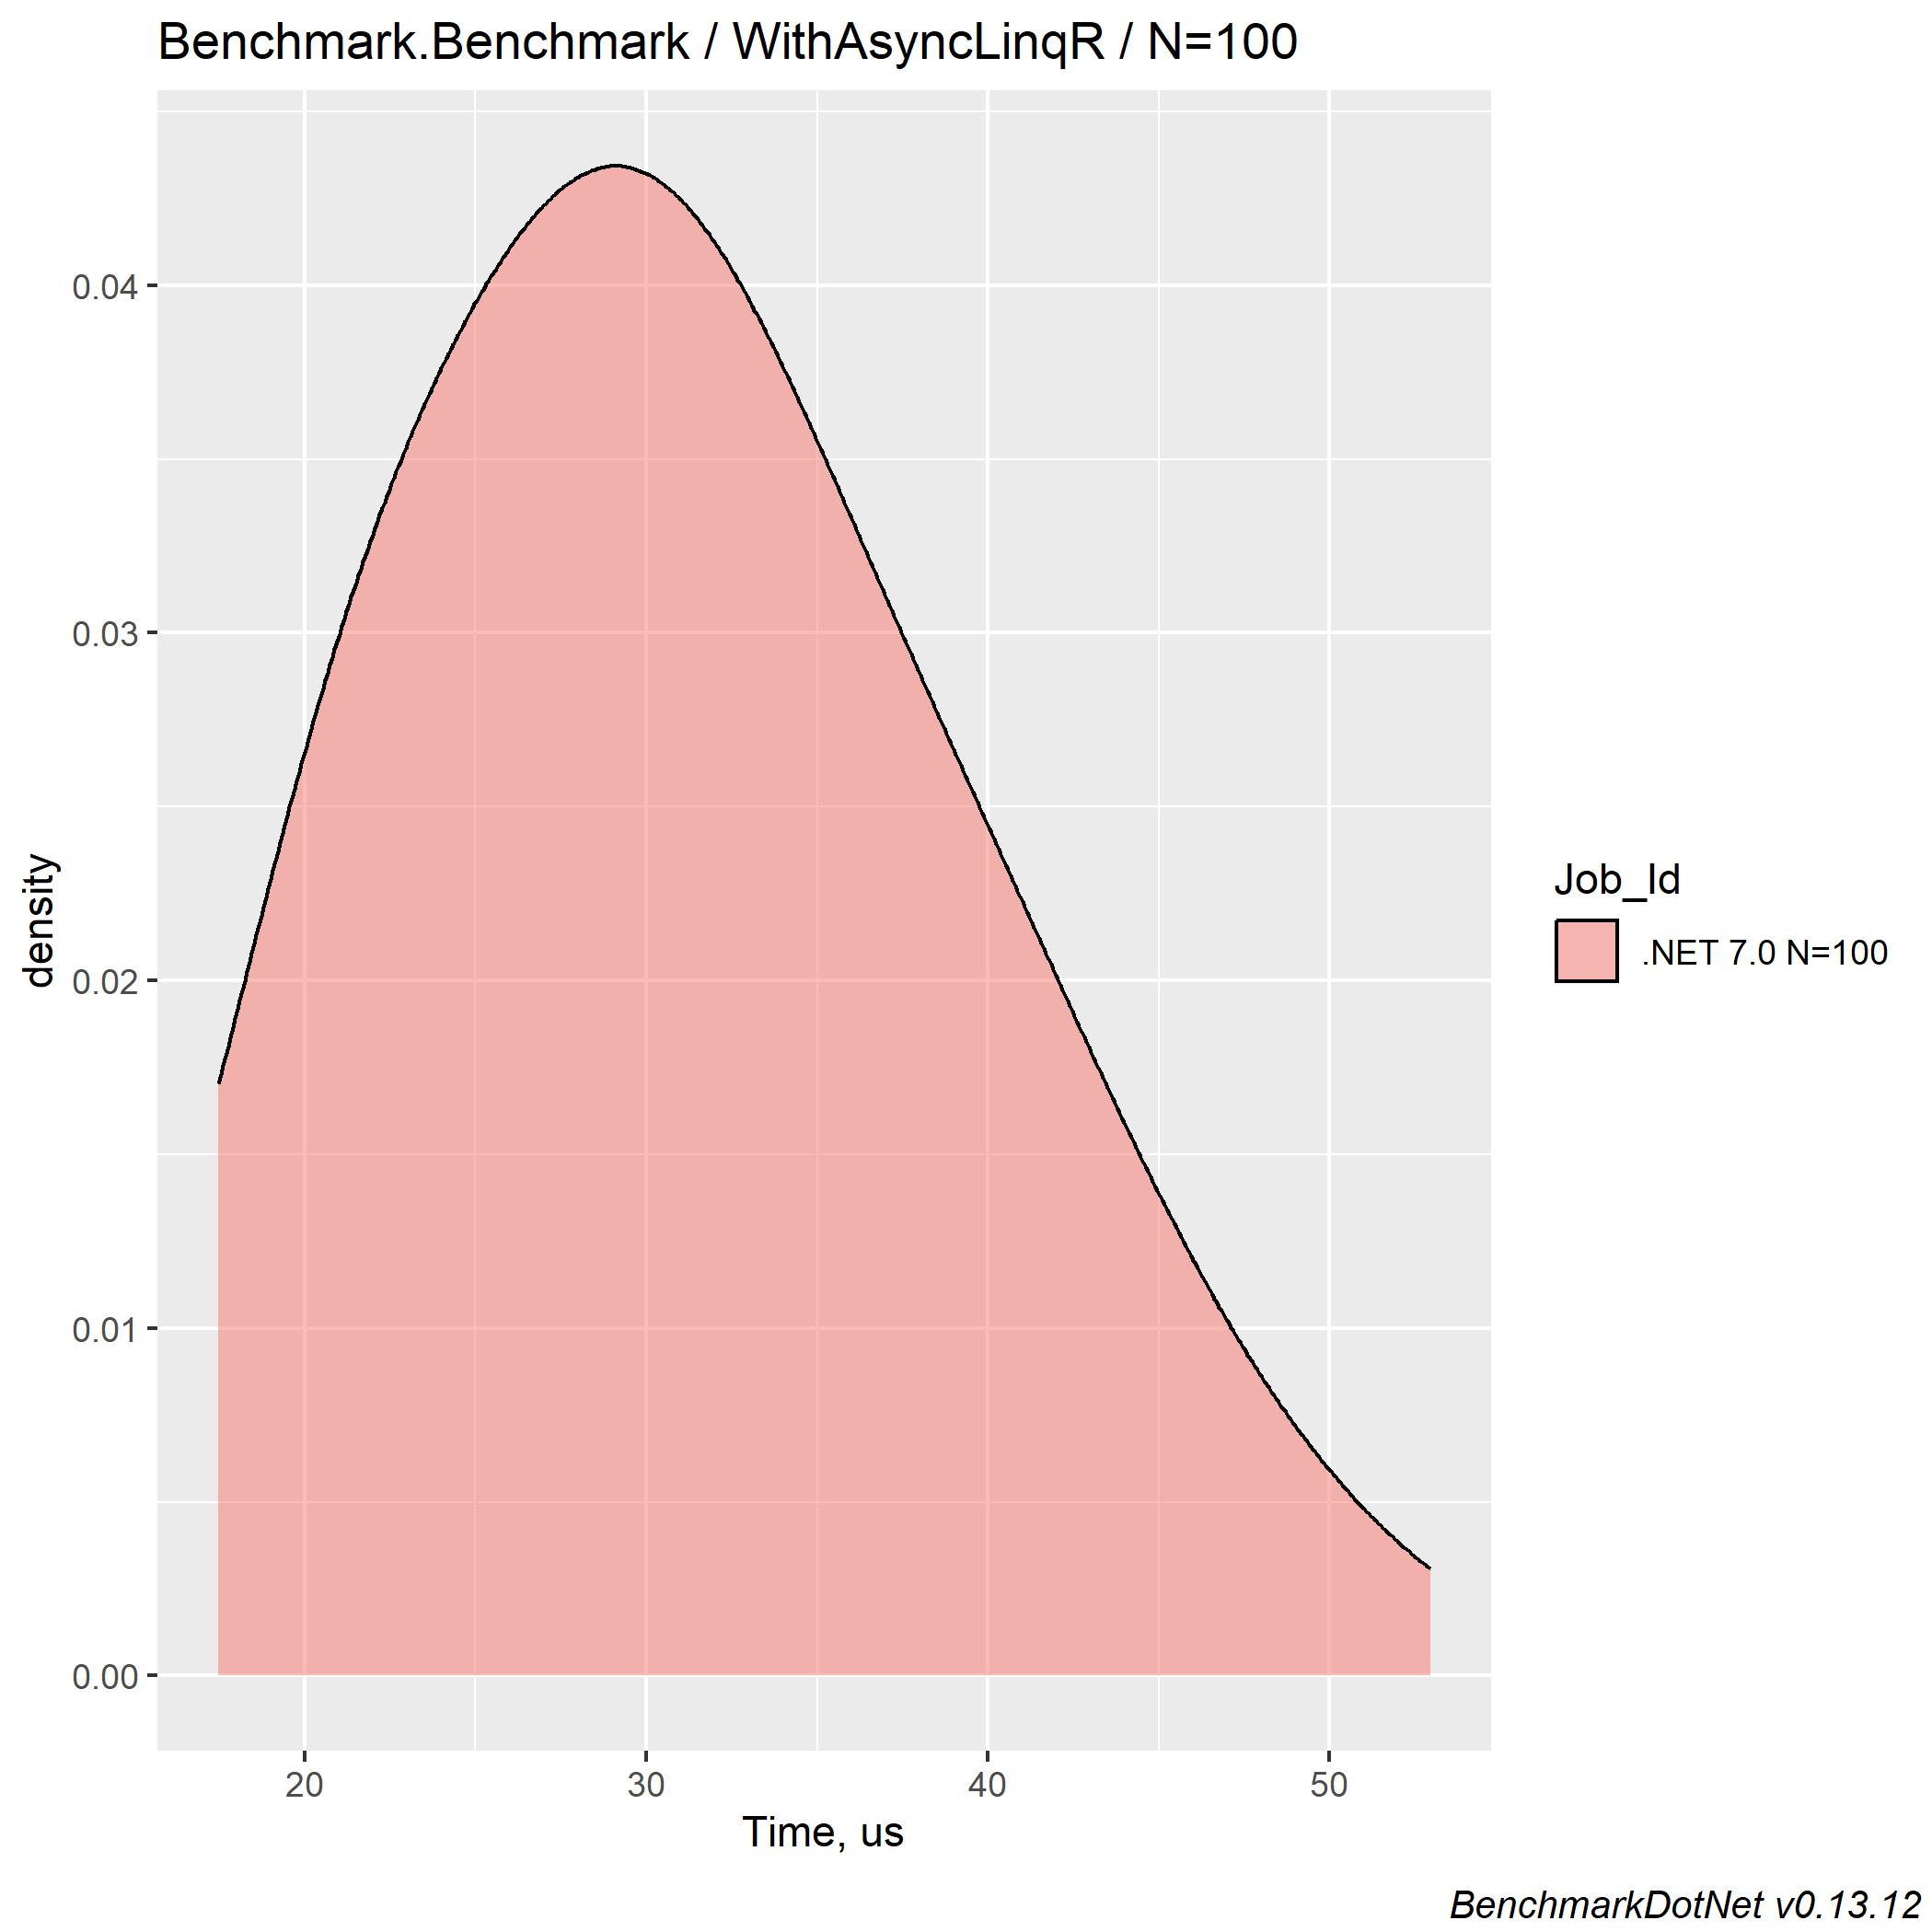 Benchmark.Benchmark / WithAsyncLinqR / N=100
0.04
0.03
0.02
0.01
0.00
density
20 30 40 50
Time, us
Job_Id
.NET 7.0 N=100
BenchmarkDotNet v0.13.12